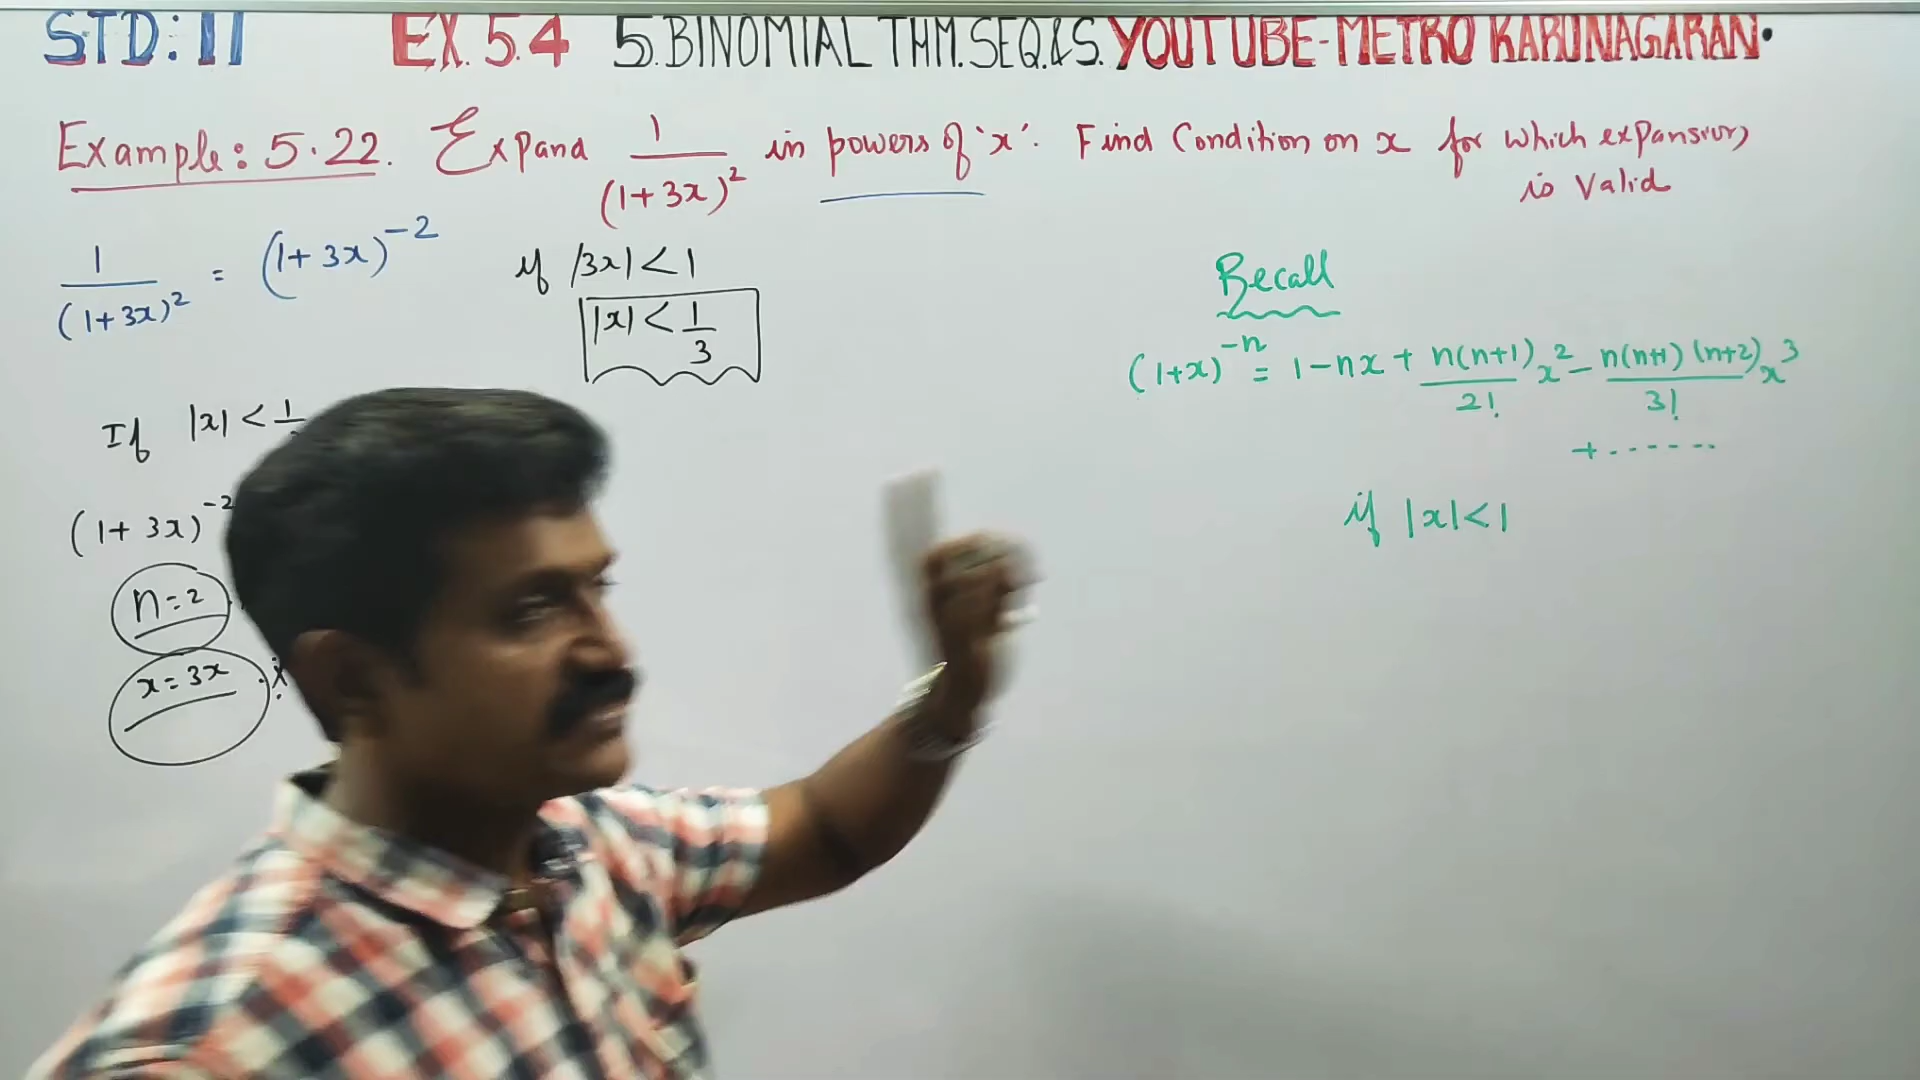 STD: 11 EX. 5.4 5. BINOMIAL THM. SEQ.&S. YOUTUBE-METRO KARUNAGARAN.
Example: 5.22. Expand 1/(1+3x)^2 in powers of 'x'. Find Condition on x for which expansion
is Valid
1/(1+3x)^2 = (1+3x)^-2 if |3x| < 1
|x| < 1/3
Recall
(1+x)^-n = 1 - nx + n(n+1)/2! x^2 - n(n+1)(n+2)/3! x^3
+ ......
if |x| < 1
If |x| < 1
(1+3x)^-2
n=2
x=3x